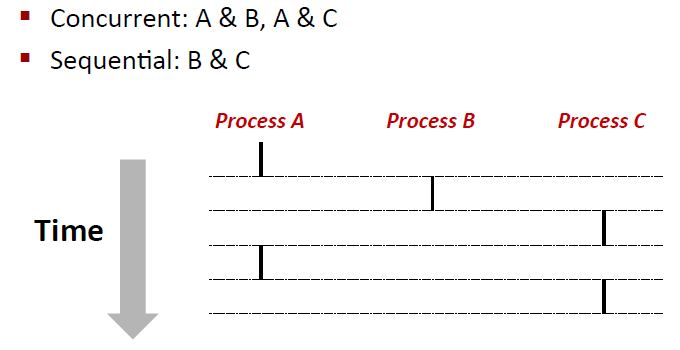 ▪ Concurrent: A & B, A & C
▪ Sequential: B & C
Process A Process B Process C
Time